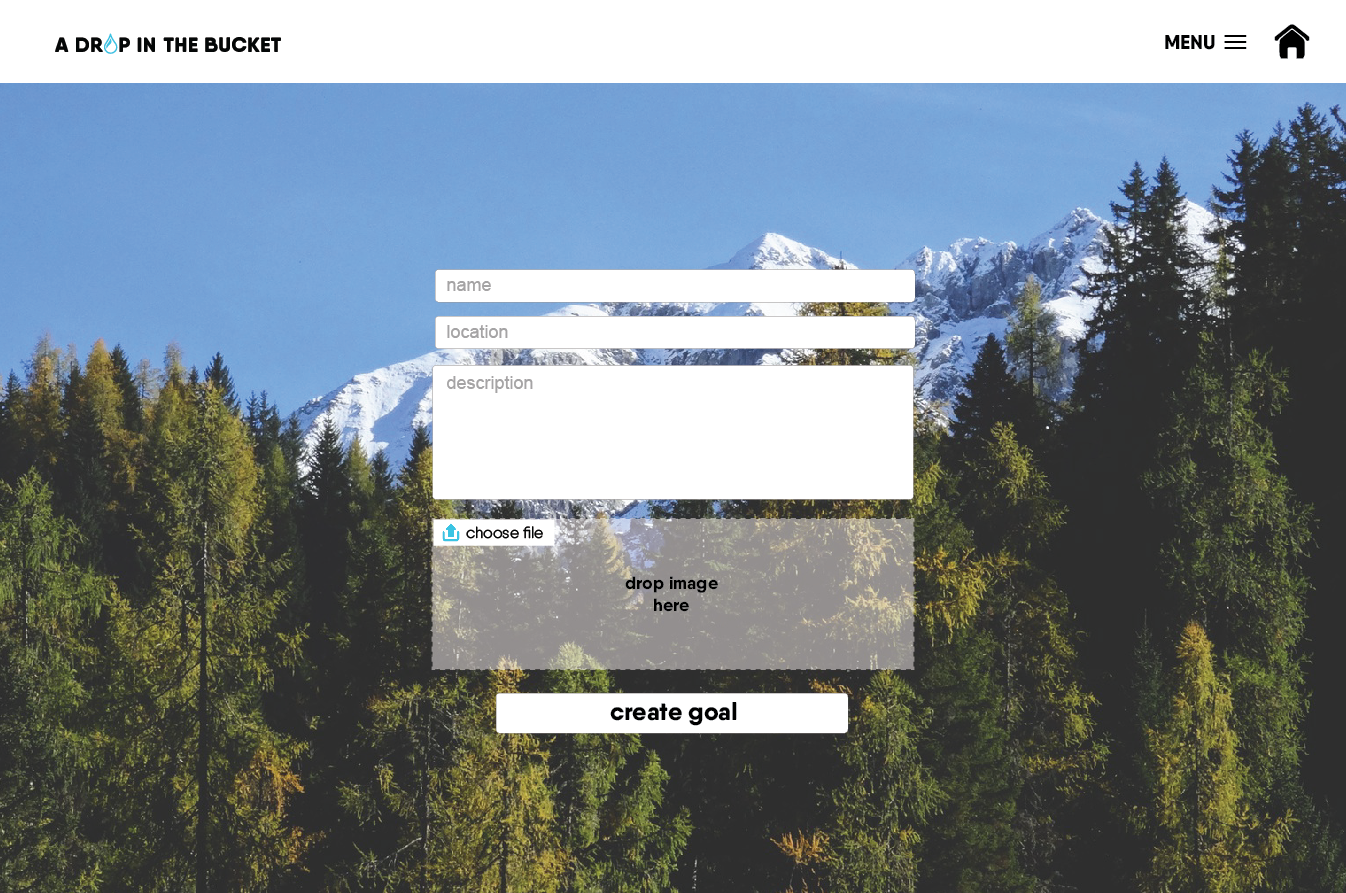 A DROP IN THE BUCKET
MENU
name
location
description
choose file
drop image
here
create goal